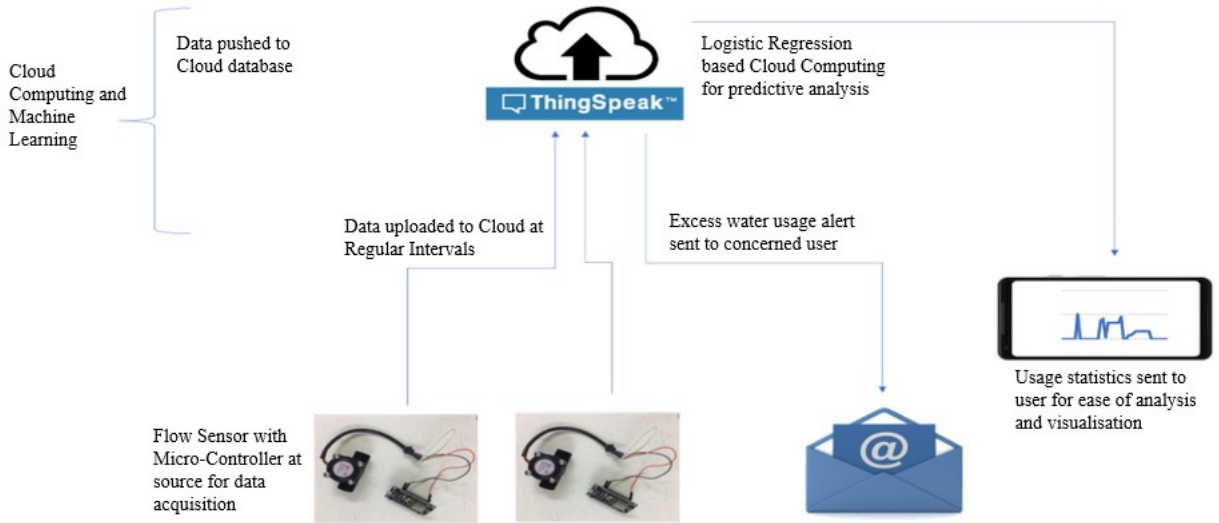 Cloud
Computing and
Machine
Learning
Data pushed to
Cloud database
ThingSpeak™
Logistic Regression
based Cloud Computing
for predictive analysis
Data uploaded to Cloud at
Regular Intervals
Excess water usage alert
sent to concerned user
Flow Sensor with
Micro-Controller at
source for data
acquisition
@
Usage statistics sent to
user for ease of analysis
and visualisation